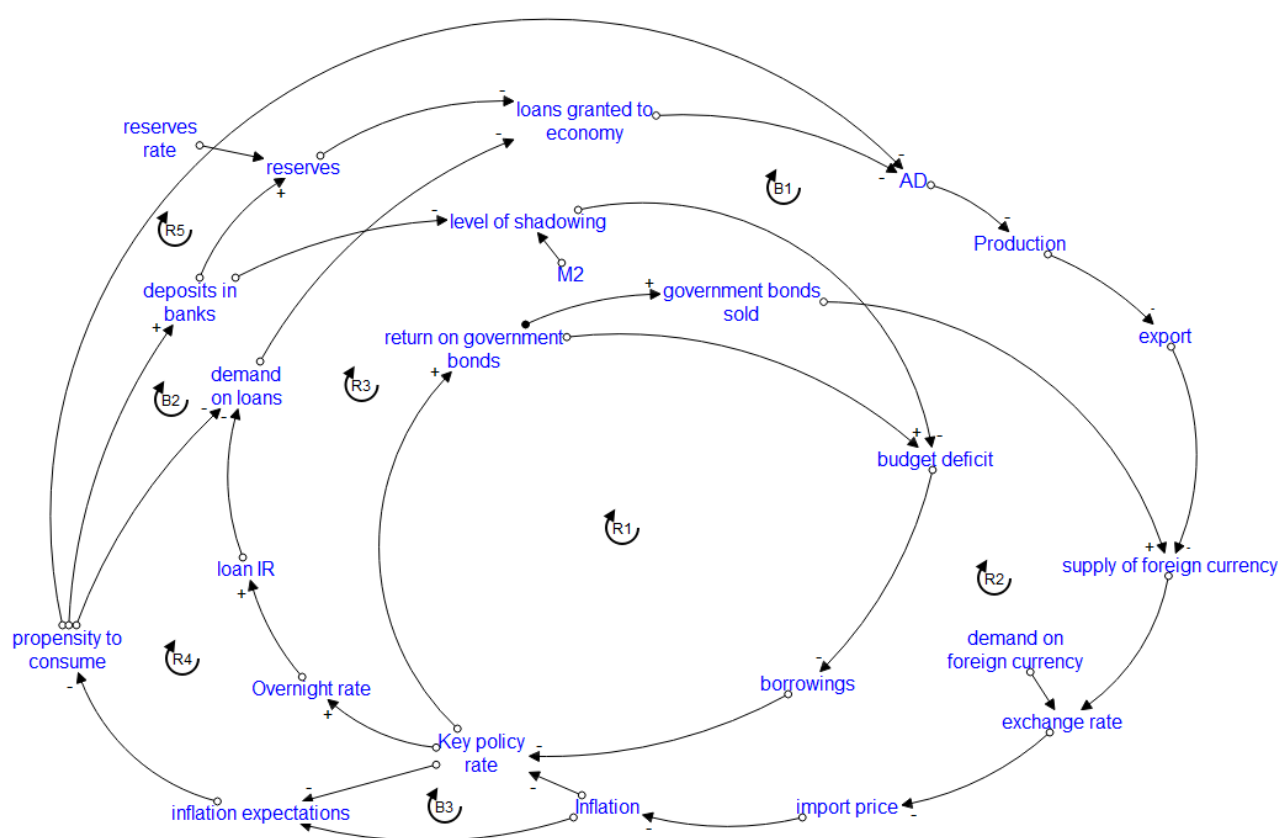 loans granted to
economy
reserves
rate
reserves
AD
B1
R5
level of shadowing
Production
M2
deposits in
banks
government bonds
sold
return on government
bonds
export
demand
on loans
R3
B2
budget deficit
R1
loan IR
supply of foreign currency
R2
propensity to
consume
demand on
foreign currency
R4
Overnight rate
borrowings
exchange rate
Key policy
rate
inflation expectations
B3
Inflation
import price
-
-
-
-
+
-
-
+
-
+
+
-
-
+
-
+
-
+
-
+
-
-
-
-
-
-